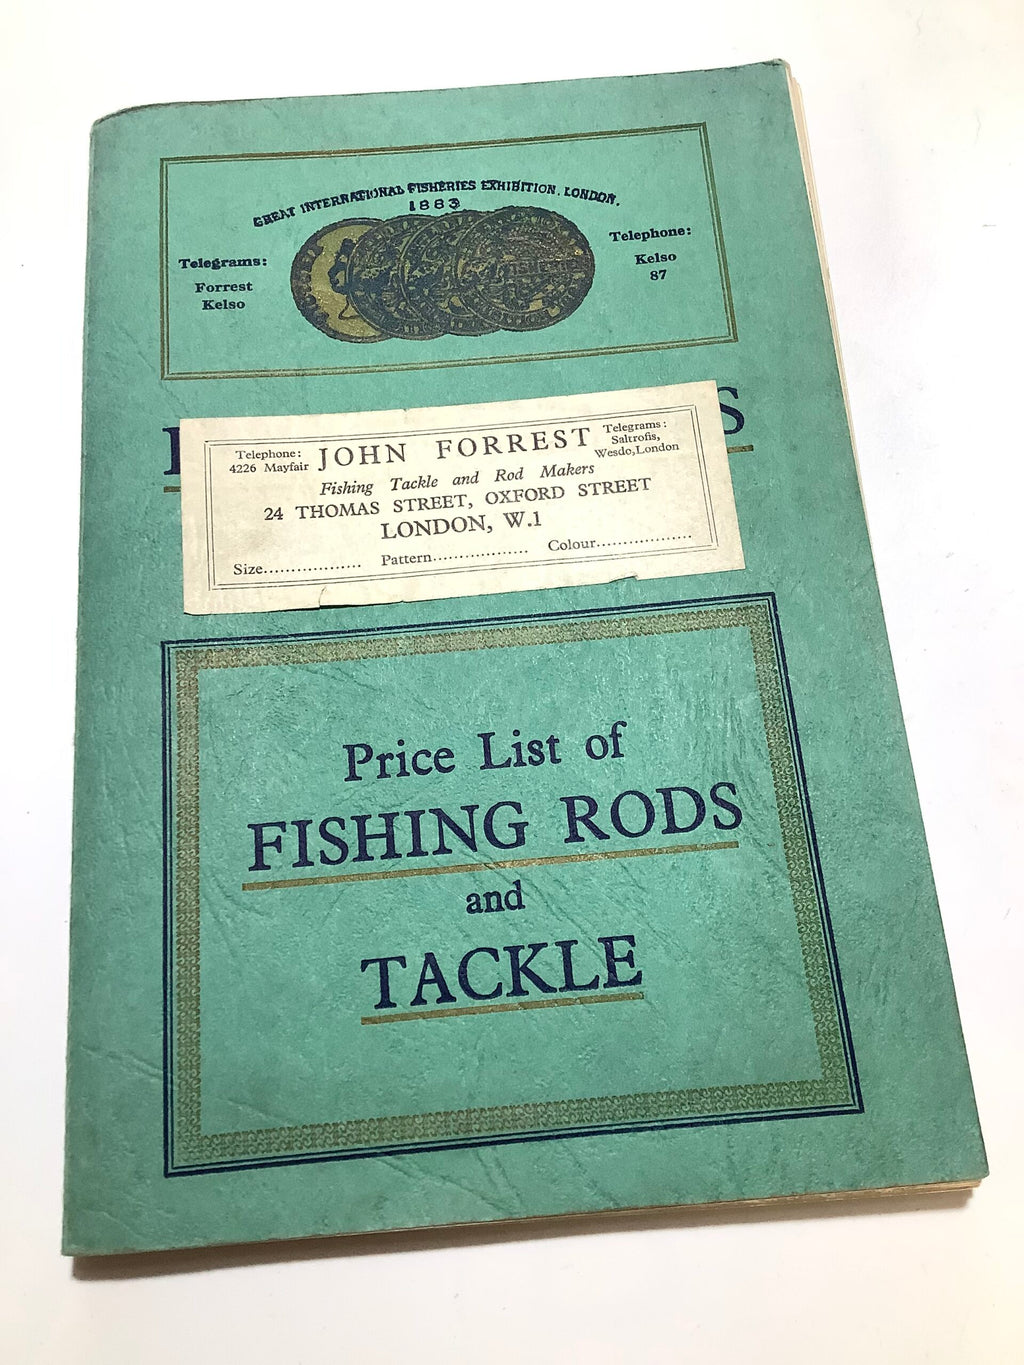 GREAT INTERNATIONAL FISHERIES EXHIBITION. LONDON.
1883
Telegrams:
Forrest
Kelso
Telephone:
Kelso
87
S
Telephone:
4226 Mayfair
JOHN FORREST
Telegrams:
Saltrofis,
Wesdo, London
Fishing Tackle and Rod Makers
24 THOMAS STREET, OXFORD STREET
LONDON, W.1
Size.................. Pattern.................. Colour..................
Price List of
FISHING RODS
and
TACKLE